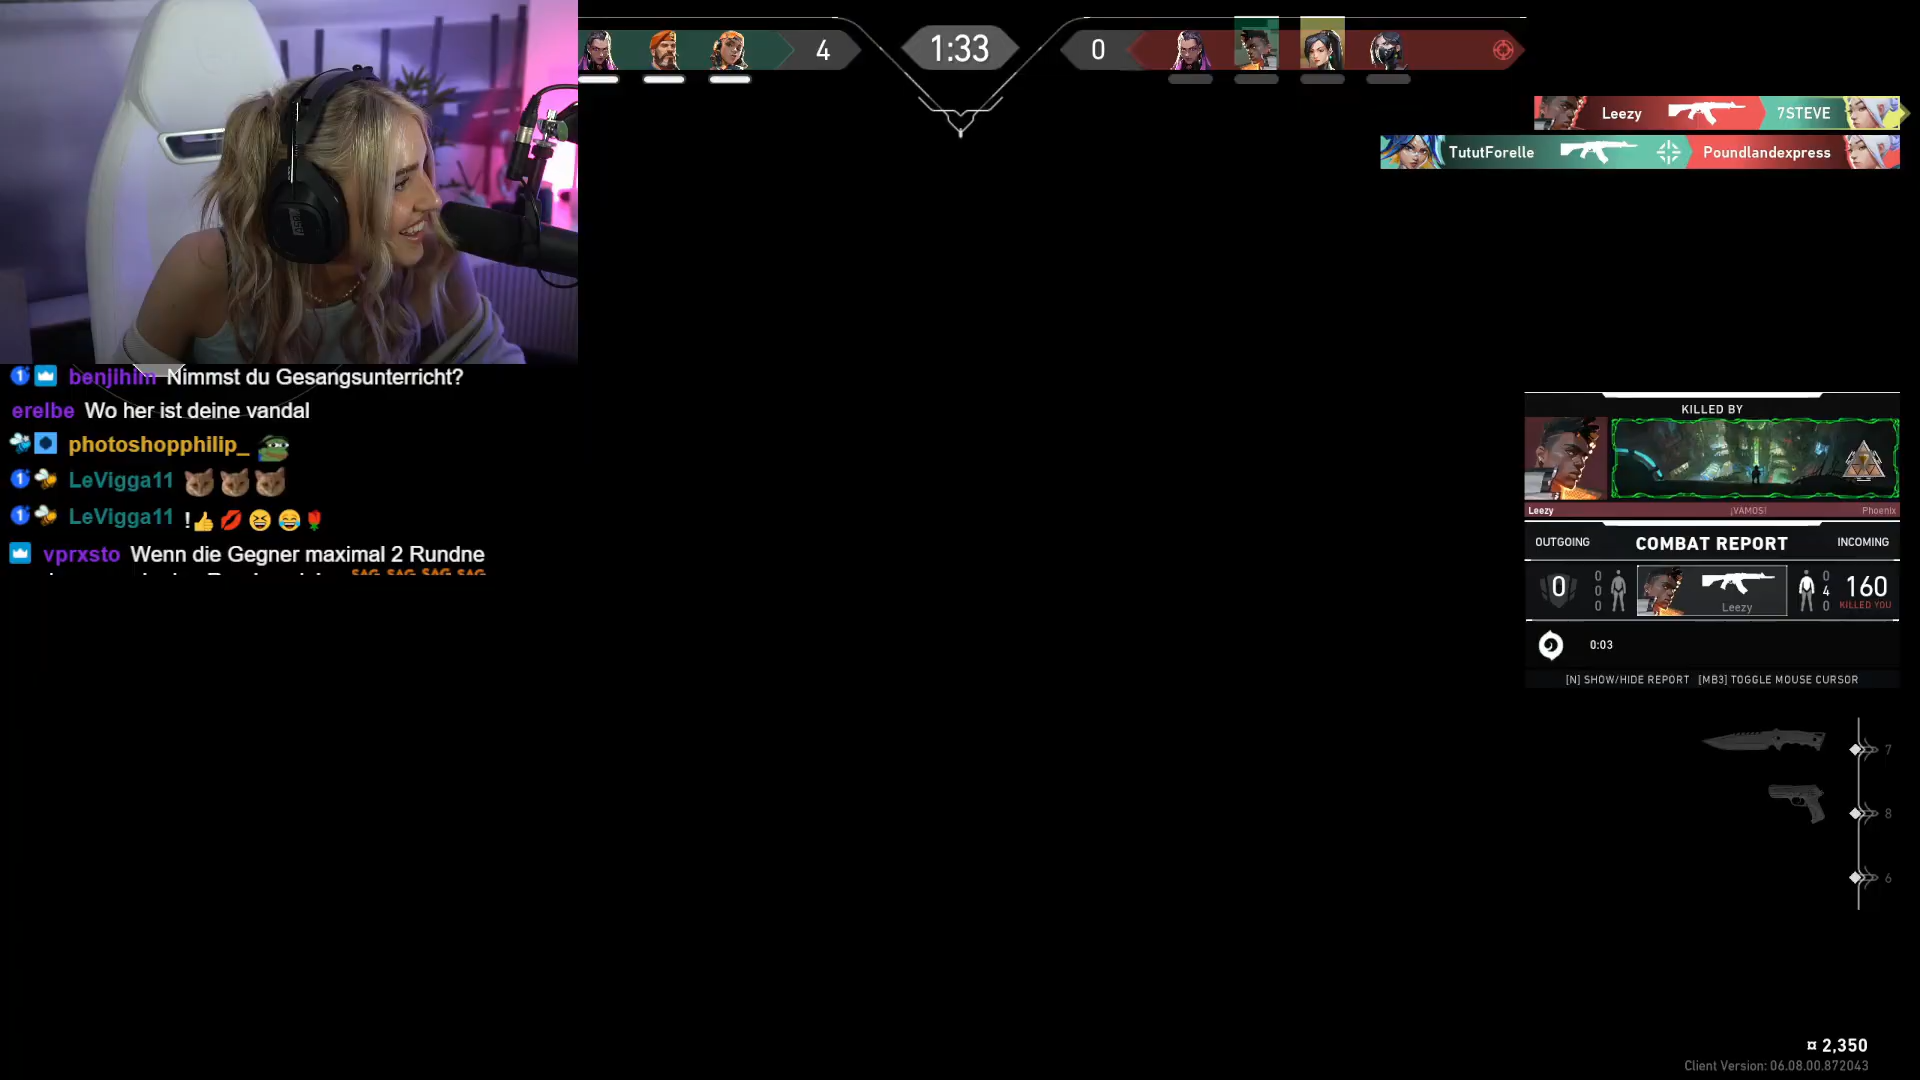 4
1:33
0
Leezy 7STEVE
TututForelle Poundlandexpress
benjihim Nimmst du Gesangsunterricht?
erelbe Wo her ist deine vandal
photoshopphilip_
LeVigga11
LeVigga11 !👍💋😆😂🌹
vprxsto Wenn die Gegner maximal 2 Rundne
KILLED BY
Leezy ¡VAMOS! Phoenix
OUTGOING COMBAT REPORT INCOMING
0 0 0 0 Leezy 0 4 0 160 KILLED YOU
0:03
[N] SHOW/HIDE REPORT [MB3] TOGGLE MOUSE CURSOR
7
8
6
¤ 2,350
Client Version: 06.08.00.872043